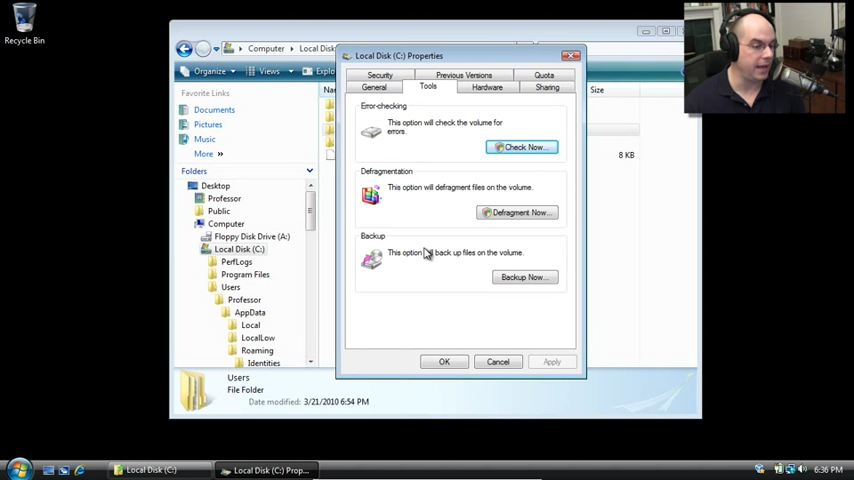 Recycle Bin
Computer
Local Disk
Organize
Views
Explo
Favorite Links
Documents
Pictures
Music
More »
Folders
Desktop
Professor
Public
Computer
Floppy Disk Drive (A:)
Local Disk (C:)
PerfLogs
Program Files
Users
Professor
AppData
Local
LocalLow
Roaming
Identities
Na
Size
8 KB
Users
File Folder
Date modified: 3/21/2010 6:54 PM
Local Disk (C:) Properties
Security
Previous Versions
Quota
General
Tools
Hardware
Sharing
Error-checking
This option will check the volume for
errors.
Check Now...
Defragmentation
This option will defragment files on the volume.
Defragment Now...
Backup
This option will back up files on the volume.
Backup Now...
OK
Cancel
Apply
Local Disk (C:)
Local Disk (C:) Prop...
6:36 PM